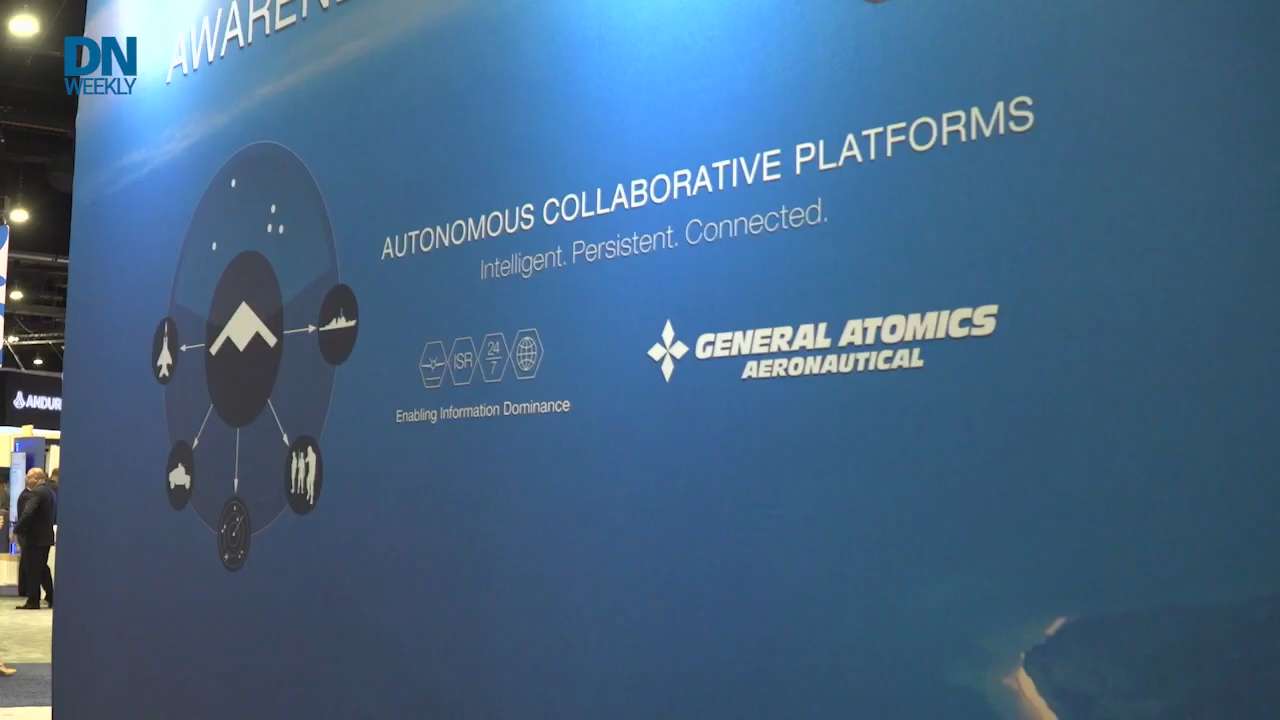 DN
WEEKLY
AUTONOMOUS COLLABORATIVE PLATFORMS
Intelligent. Persistent. Connected.
ISR
24
7
Enabling Information Dominance
GENERAL ATOMICS
AERONAUTICAL